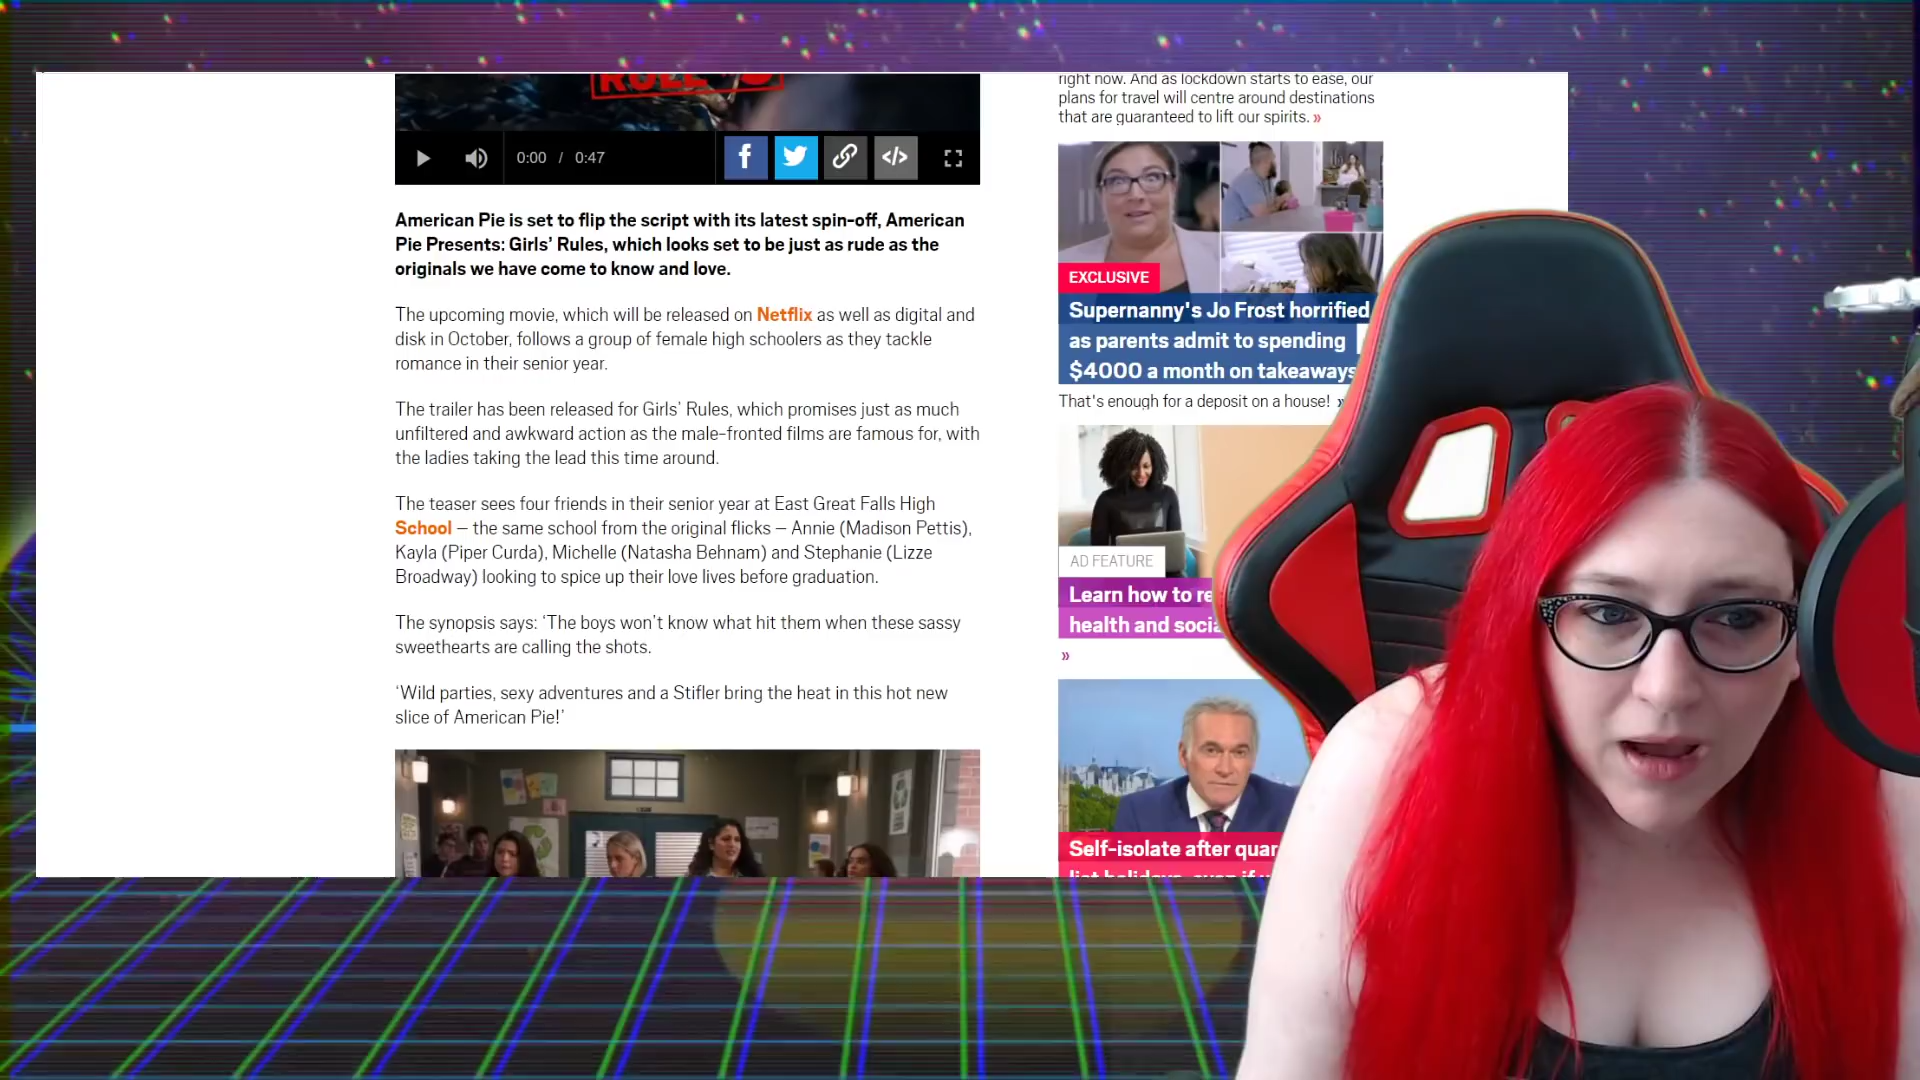 0:00 / 0:47
American Pie is set to flip the script with its latest spin-off, American
Pie Presents: Girls’ Rules, which looks set to be just as rude as the
originals we have come to know and love.
The upcoming movie, which will be released on Netflix as well as digital and
disk in October, follows a group of female high schoolers as they tackle
romance in their senior year.
The trailer has been released for Girls’ Rules, which promises just as much
unfiltered and awkward action as the male-fronted films are famous for, with
the ladies taking the lead this time around.
The teaser sees four friends in their senior year at East Great Falls High
School – the same school from the original flicks – Annie (Madison Pettis),
Kayla (Piper Curda), Michelle (Natasha Behnam) and Stephanie (Lizze
Broadway) looking to spice up their love lives before graduation.
The synopsis says: ‘The boys won’t know what hit them when these sassy
sweethearts are calling the shots.
‘Wild parties, sexy adventures and a Stifler bring the heat in this hot new
slice of American Pie!’
right now. And as lockdown starts to ease, our
plans for travel will centre around destinations
that are guaranteed to lift our spirits. »
EXCLUSIVE
Supernanny's Jo Frost horrified
as parents admit to spending
$4000 a month on takeaways
That's enough for a deposit on a house! »
AD FEATURE
Learn how to re
health and socia
»
Self-isolate after quar